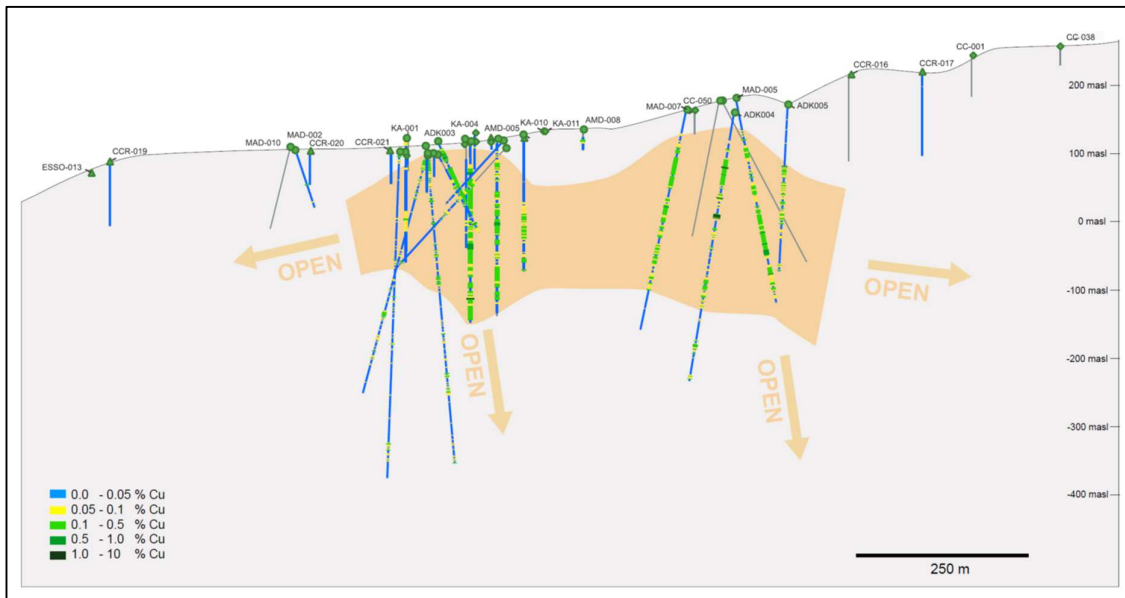 CC-038
CC-001
CCR-016
CCR-017
200 masl
MAD-005
CC-050
MAD-007
ADK005
ADK004
KA-001
KA-004
KA-010
KA-011
AMD-008
ADK003
AMD-005
MAD-002
MAD-010
CCR-020
CCR-021
CCR-019
ESSO-013
100 masl
0 masl
OPEN
OPEN
-100 masl
OPEN
OPEN
-200 masl
-300 masl
-400 masl
0.0 - 0.05 % Cu
0.05 - 0.1 % Cu
0.1 - 0.5 % Cu
0.5 - 1.0 % Cu
1.0 - 10 % Cu
250 m